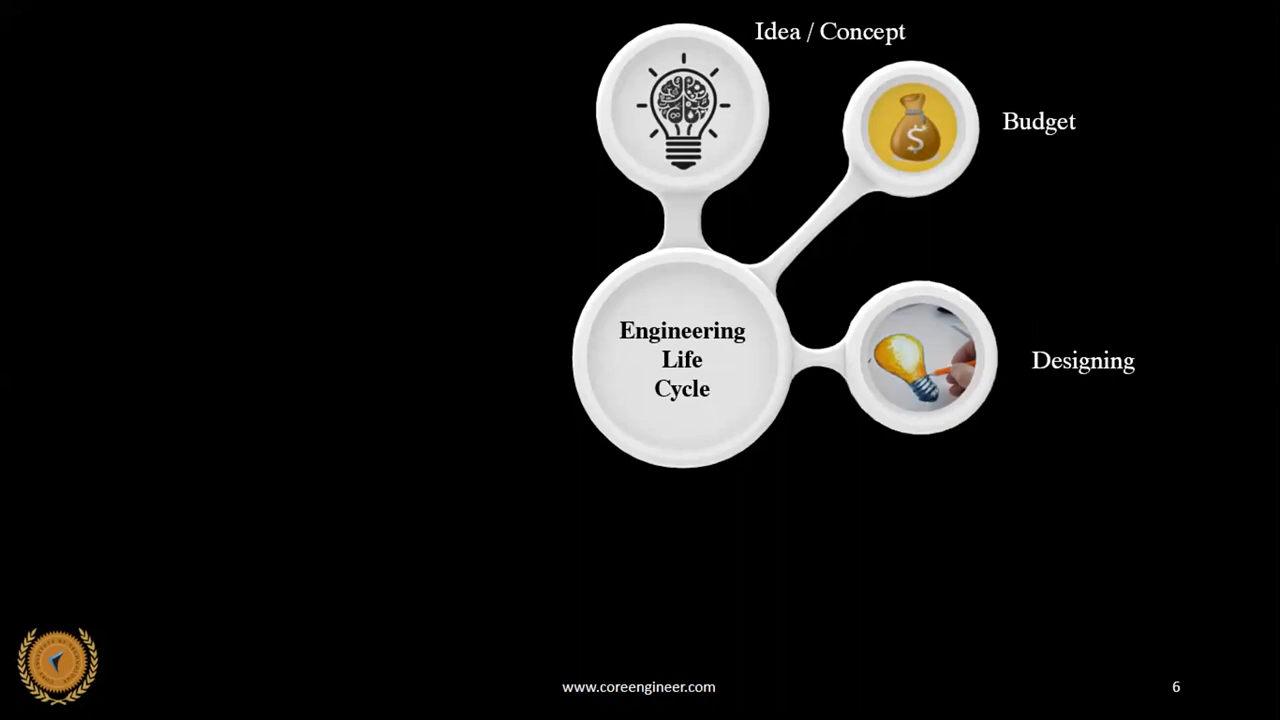 Idea / Concept
Budget
Engineering
Life
Cycle
Designing
www.coreengineer.com
6